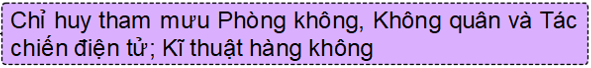 Chỉ huy tham mưu Phòng không, Không quân và Tác
chiến điện tử; Kĩ thuật hàng không